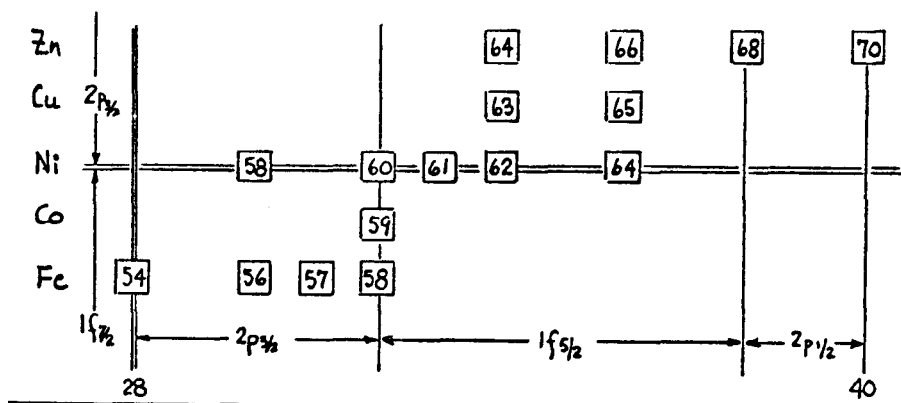 Zn 64 66 68 70
Cu 2p3/2 63 65
Ni 58 60 61 62 64
Co 59
Fe 54 56 57 58
1f7/2 2p3/2 1f5/2 2p1/2
28 40